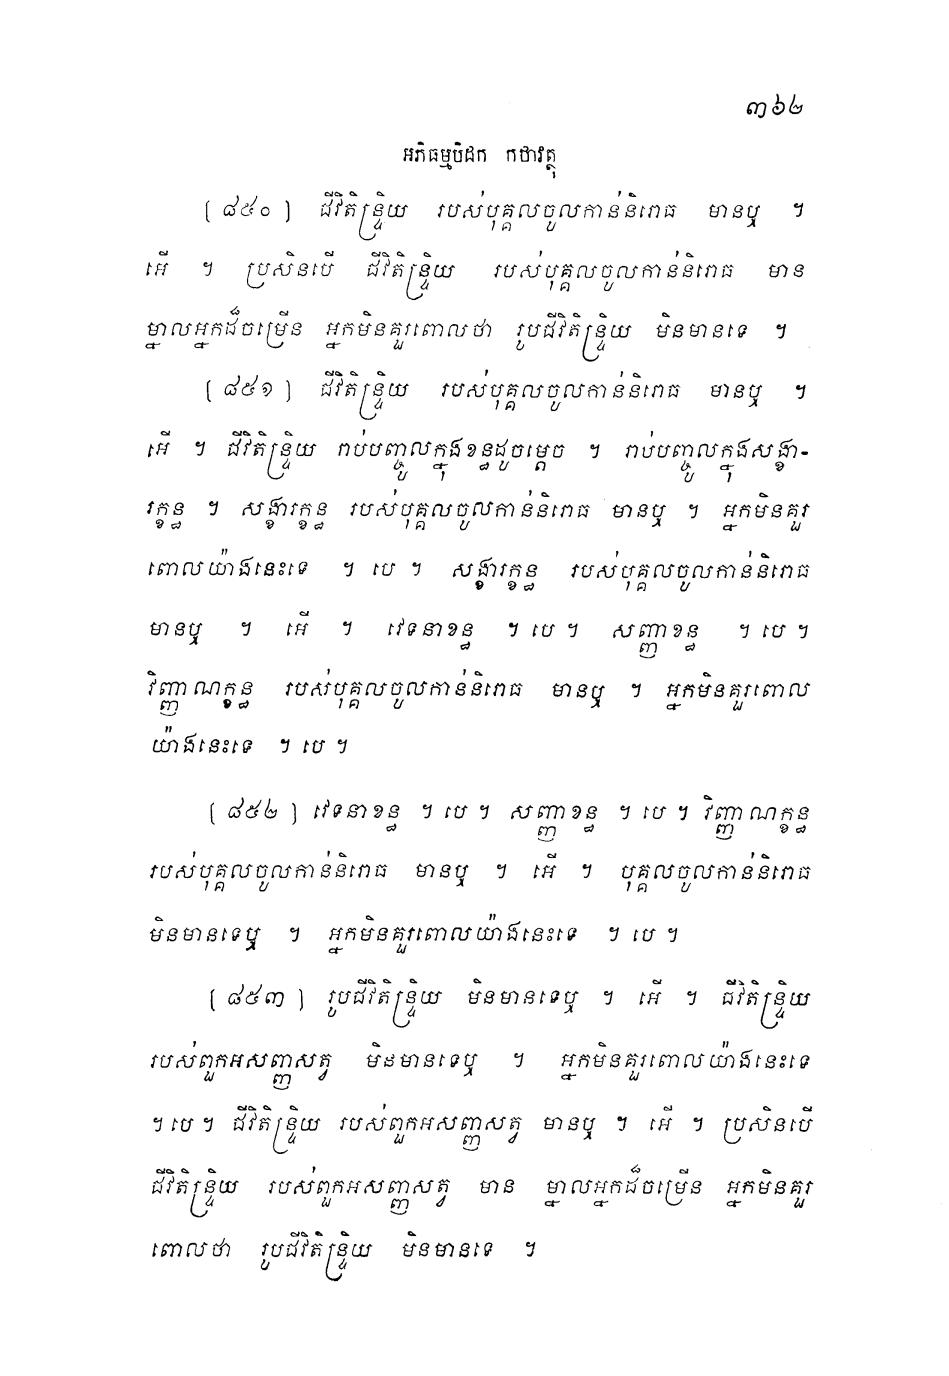 ៣៦២
អភិធម្មបិដក កថាវត្ថុ
[ ៨៥០ ] ជីវិតិន្ទ្រិយ របស់បុគ្គលចូលកាន់និរោធ មានឬ ។
អើ ។ ប្រសិនបើ ជីវិតិន្ទ្រិយ របស់បុគ្គលចូលកាន់និរោធ មាន
ម្នាលអ្នកដ៏ចម្រើន អ្នកមិនគួរពោលថា រូបជីវិតិន្ទ្រិយ មិនមានទេ ។
[ ៨៥១ ] ជីវិតិន្ទ្រិយ របស់បុគ្គលចូលកាន់និរោធ មានឬ ។
អើ ។ ជីវិតិន្ទ្រិយ រាប់បញ្ចូលក្នុងខន្ធដូចម្ដេច ។ រាប់បញ្ចូលក្នុងសង្ខា-
រក្ខន្ធ ។ សង្ខារក្ខន្ធ របស់បុគ្គលចូលកាន់និរោធ មានឬ ។ អ្នកមិនគួរ
ពោលយ៉ាងនេះទេ ។ បេ ។ សង្ខារក្ខន្ធ របស់បុគ្គលចូលកាន់និរោធ
មានឬ ។ អើ ។ វេទនាខន្ធ ។ បេ ។ សញ្ញាខន្ធ ។ បេ ។
វិញ្ញាណក្ខន្ធ របស់បុគ្គលចូលកាន់និរោធ មានឬ ។ អ្នកមិនគួរពោល
យ៉ាងនេះទេ ។ បេ ។
[ ៨៥២ ] វេទនាខន្ធ ។ បេ ។ សញ្ញាខន្ធ ។ បេ ។ វិញ្ញាណក្ខន្ធ
របស់បុគ្គលចូលកាន់និរោធ មានឬ ។ អើ ។ បុគ្គលចូលកាន់និរោធ
មិនមានទេឬ ។ អ្នកមិនគួរពោលយ៉ាងនេះទេ ។ បេ ។
[ ៨៥៣ ] រូបជីវិតិន្ទ្រិយ មិនមានទេឬ ។ អើ ។ ជីវិតិន្ទ្រិយ
របស់ពួកអសញ្ញសត្វ មិនមានទេឬ ។ អ្នកមិនគួរពោលយ៉ាងនេះទេ
។ បេ ។ ជីវិតិន្ទ្រិយ របស់ពួកអសញ្ញសត្វ មានឬ ។ អើ ។ ប្រសិនបើ
ជីវិតិន្ទ្រិយ របស់ពួកអសញ្ញសត្វ មាន ម្នាលអ្នកដ៏ចម្រើន អ្នកមិនគួរ
ពោលថា រូបជីវិតិន្ទ្រិយ មិនមានទេ ។